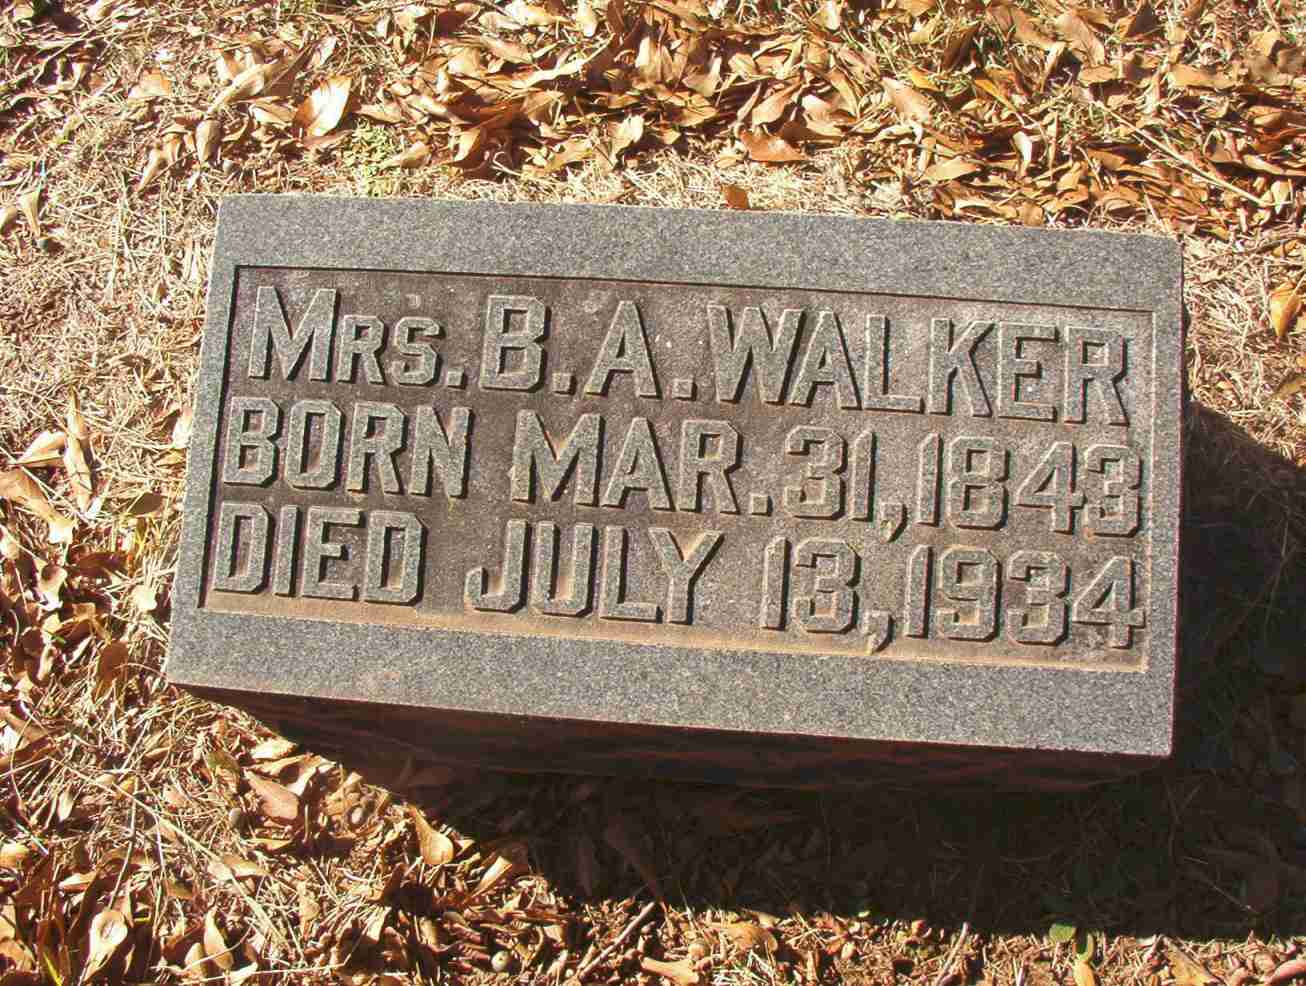 Mrs. B. A. WALKER
BORN MAR. 31, 1843
DIED JULY 13, 1934